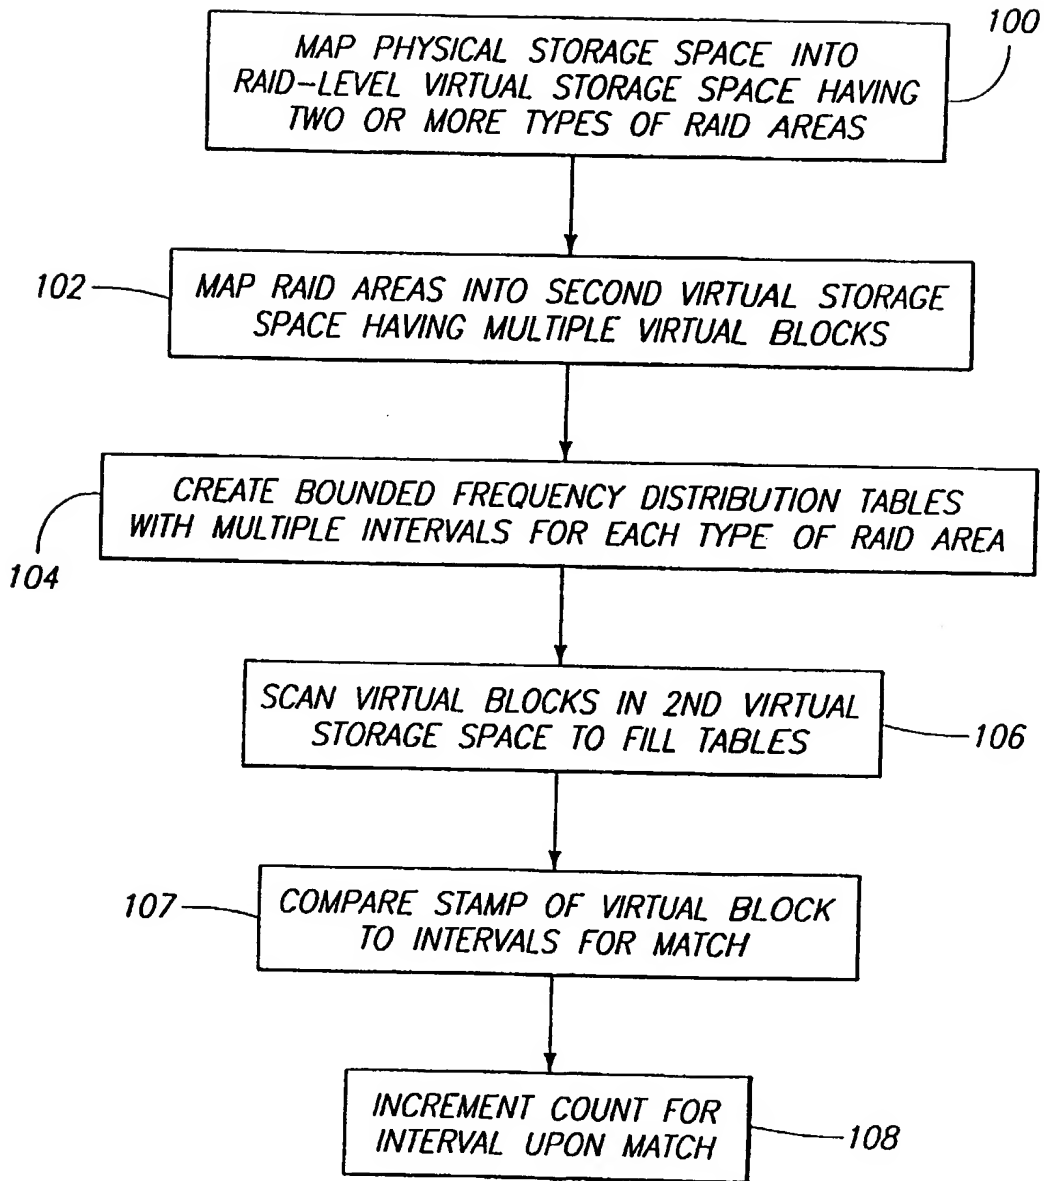 100
MAP PHYSICAL STORAGE SPACE INTO
RAID-LEVEL VIRTUAL STORAGE SPACE HAVING
TWO OR MORE TYPES OF RAID AREAS
102
MAP RAID AREAS INTO SECOND VIRTUAL STORAGE
SPACE HAVING MULTIPLE VIRTUAL BLOCKS
CREATE BOUNDED FREQUENCY DISTRIBUTION TABLES
WITH MULTIPLE INTERVALS FOR EACH TYPE OF RAID AREA
104
SCAN VIRTUAL BLOCKS IN 2ND VIRTUAL
STORAGE SPACE TO FILL TABLES
106
107
COMPARE STAMP OF VIRTUAL BLOCK
TO INTERVALS FOR MATCH
INCREMENT COUNT FOR
INTERVAL UPON MATCH
108